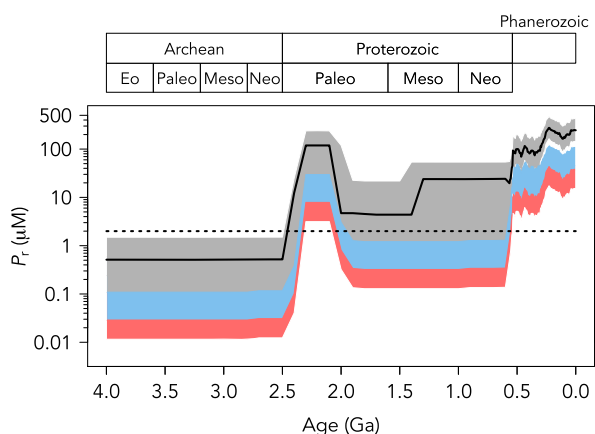 Phanerozoic
Archean Proterozoic
Eo Paleo Meso Neo Paleo Meso Neo
500
100
10
1
0.1
0.01
Pr (μM)
4.0 3.5 3.0 2.5 2.0 1.5 1.0 0.5 0.0
Age (Ga)